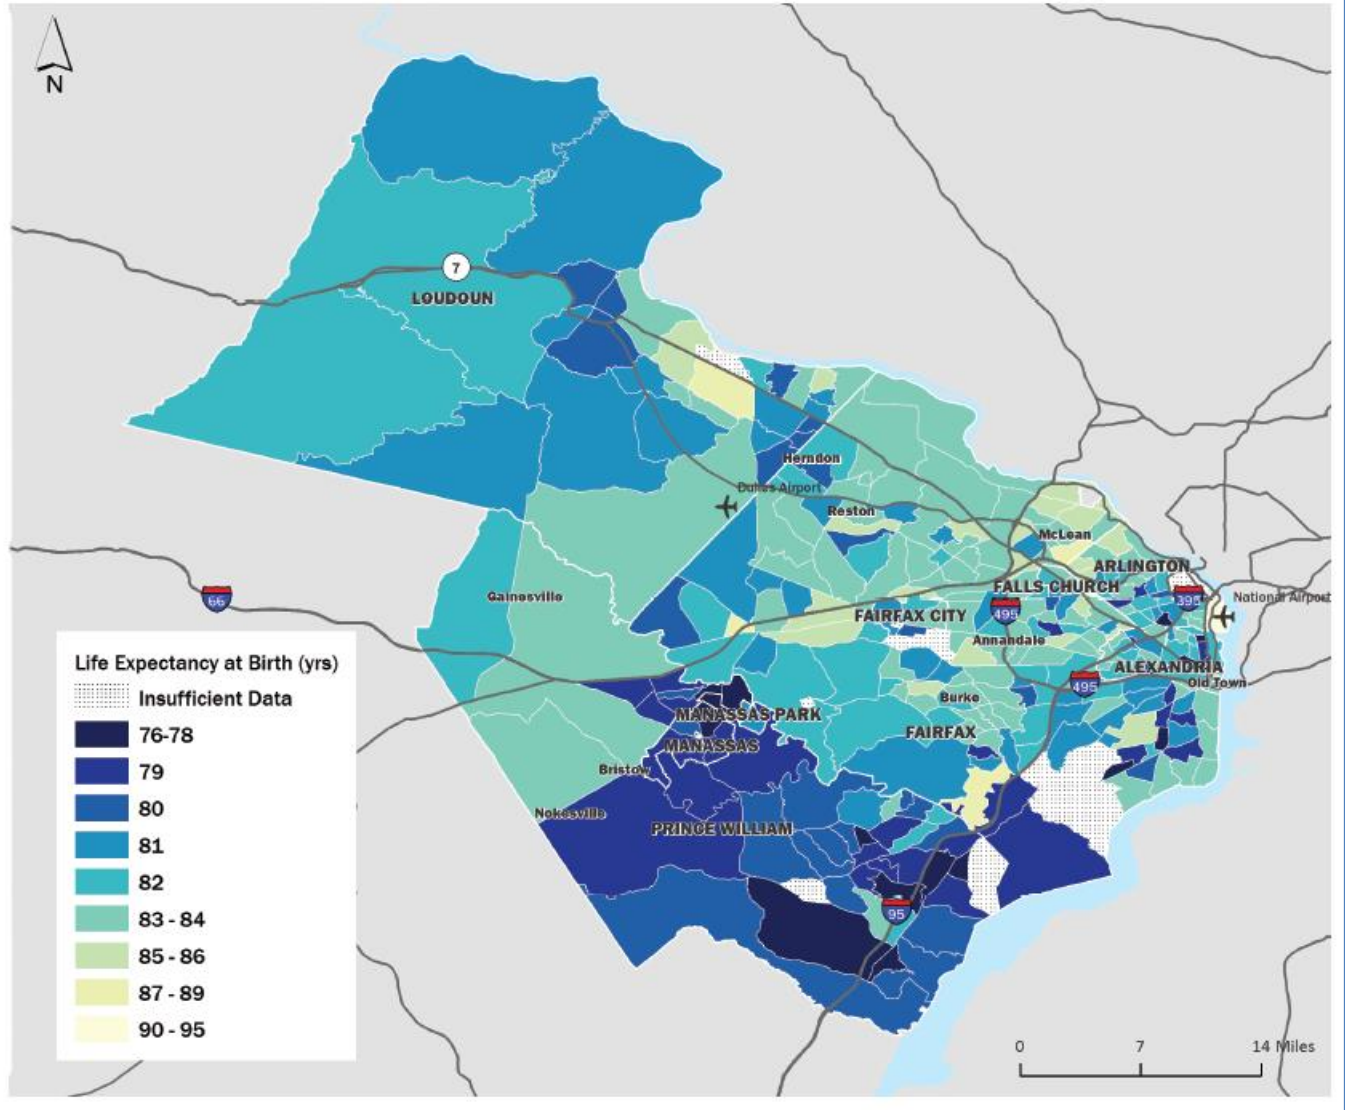 N
7
LOUDOUN
Herndon
Dulles Airport
Reston
McLean
ARLINGTON
FALLS CHURCH
66
Gainesville
395
National Airport
495
FAIRFAX CITY
Annandale
ALEXANDRIA
Old Town
495
Burke
MANASSAS PARK
FAIRFAX
MANASSAS
Bristow
Nokesville
PRINCE WILLIAM
95
Life Expectancy at Birth (yrs)
Insufficient Data
76-78
79
80
81
82
83 - 84
85 - 86
87 - 89
90 - 95
0 7 14 Miles